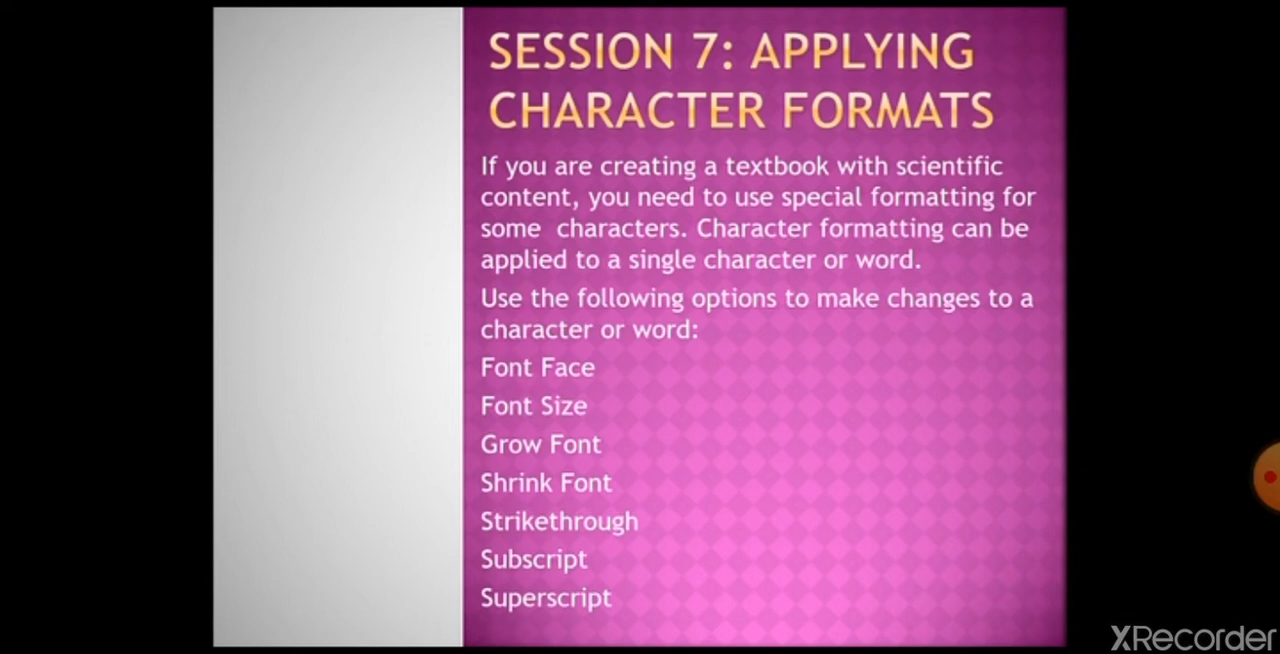 SESSION 7: APPLYING
CHARACTER FORMATS
If you are creating a textbook with scientific
content, you need to use special formatting for
some  characters. Character formatting can be
applied to a single character or word.
Use the following options to make changes to a
character or word:
Font Face
Font Size
Grow Font
Shrink Font
Strikethrough
Subscript
Superscript
XRecorder